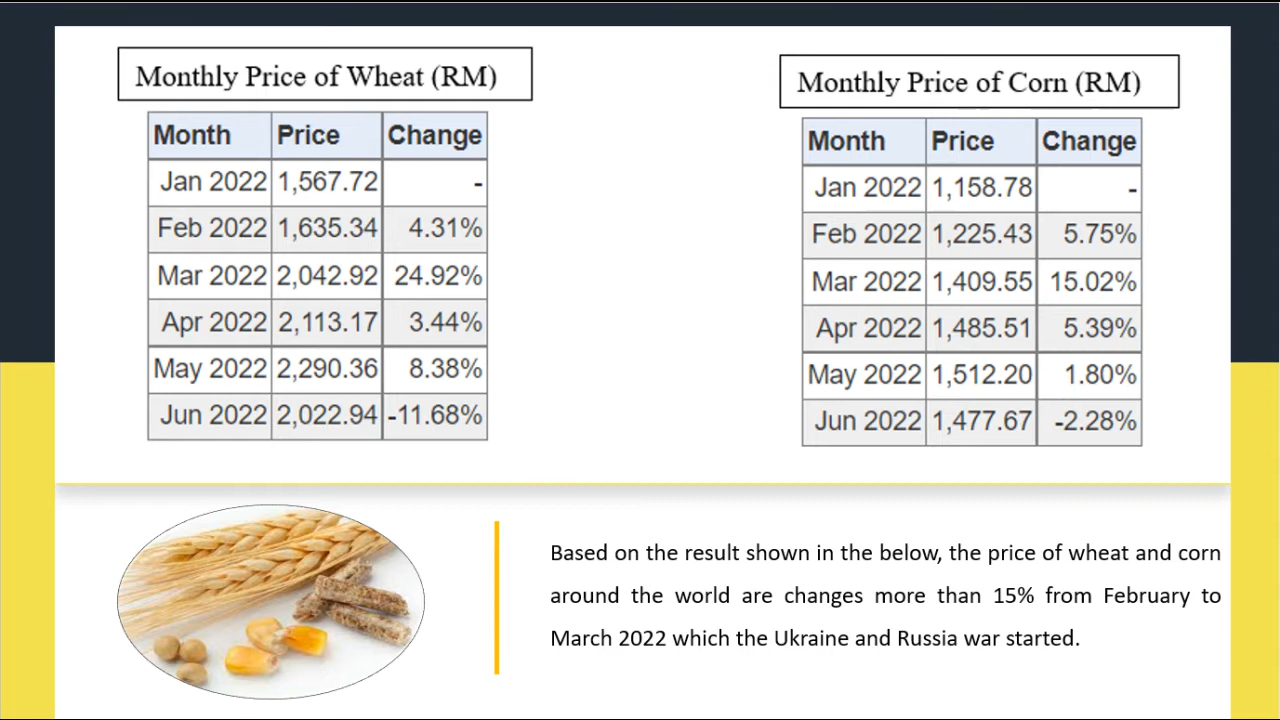 Monthly Price of Wheat (RM)
Month Price Change
Jan 2022 1,567.72 -
Feb 2022 1,635.34 4.31%
Mar 2022 2,042.92 24.92%
Apr 2022 2,113.17 3.44%
May 2022 2,290.36 8.38%
Jun 2022 2,022.94 -11.68%
Monthly Price of Corn (RM)
Month Price Change
Jan 2022 1,158.78 -
Feb 2022 1,225.43 5.75%
Mar 2022 1,409.55 15.02%
Apr 2022 1,485.51 5.39%
May 2022 1,512.20 1.80%
Jun 2022 1,477.67 -2.28%
Based on the result shown in the below, the price of wheat and corn
around the world are changes more than 15% from February to
March 2022 which the Ukraine and Russia war started.